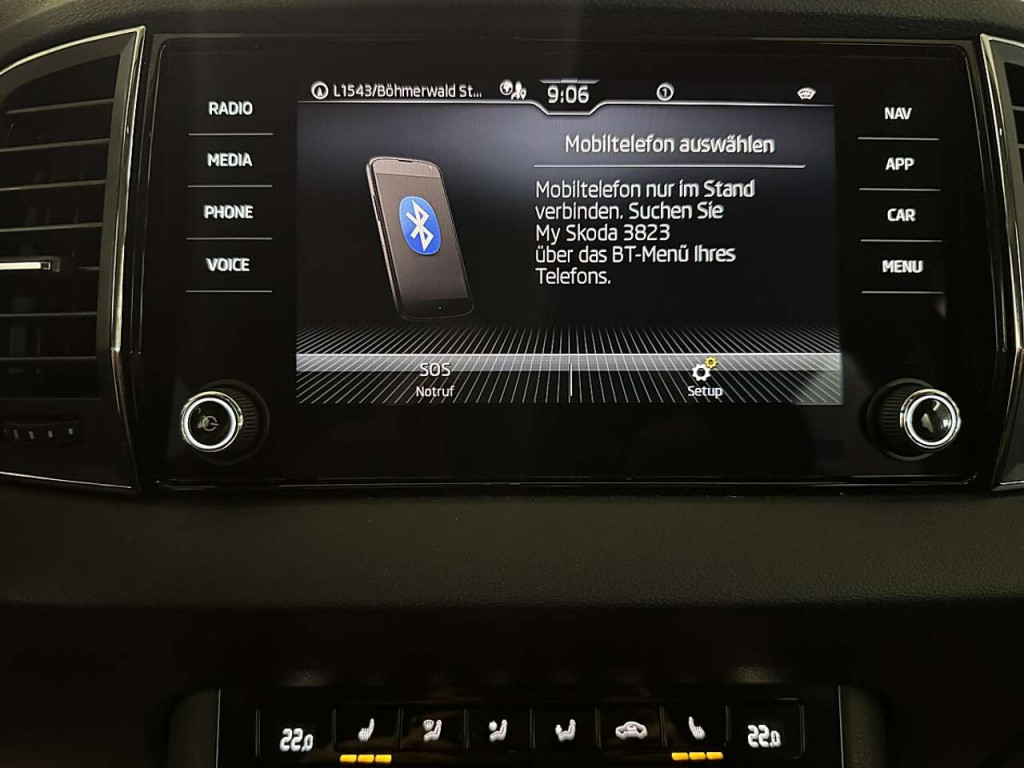 L1543/Böhmerwald St...
9:06
1
RADIO
MEDIA
PHONE
VOICE
NAV
APP
CAR
MENU
Mobiltelefon auswählen
Mobiltelefon nur im Stand
verbinden. Suchen Sie
My Skoda 3823
über das BT-Menü Ihres
Telefons.
SOS
Notruf
Setup
22.0
22.0